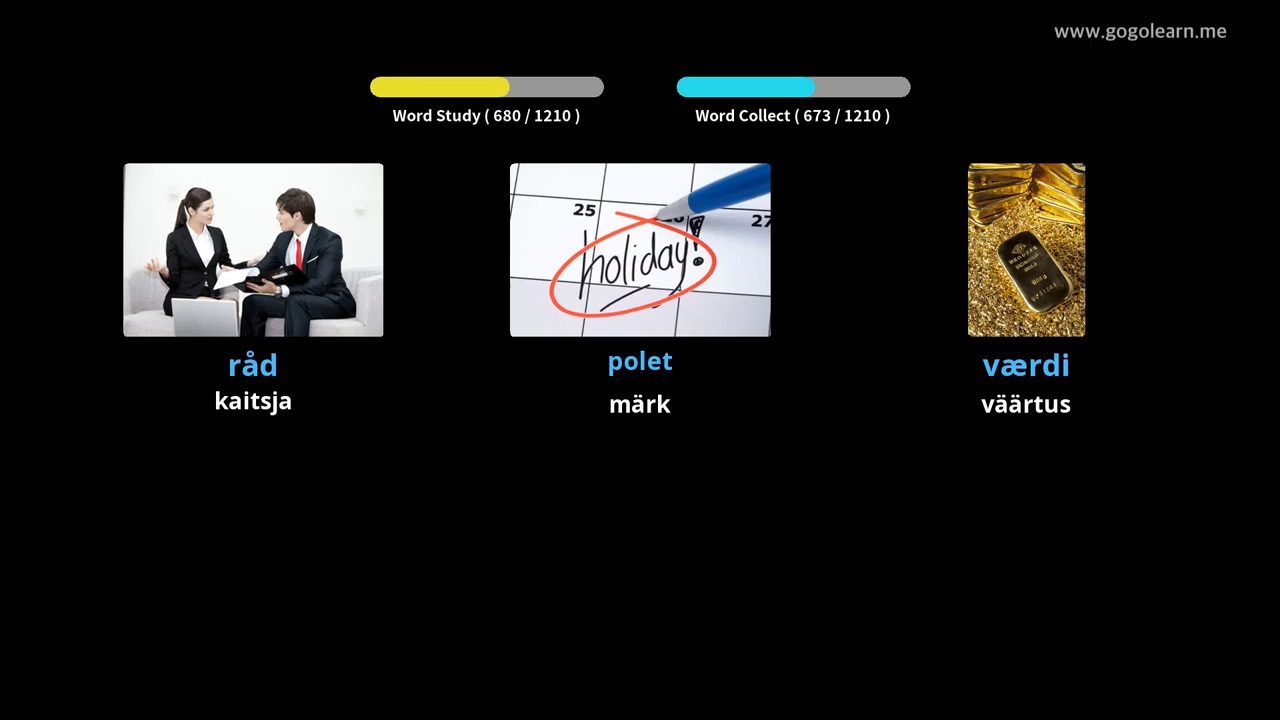 www.gogolearn.me
Word Study ( 680 / 1210 )
Word Collect ( 673 / 1210 )
25
27
holiday!
råd
polet
værdi
kaitsja
märk
väärtus